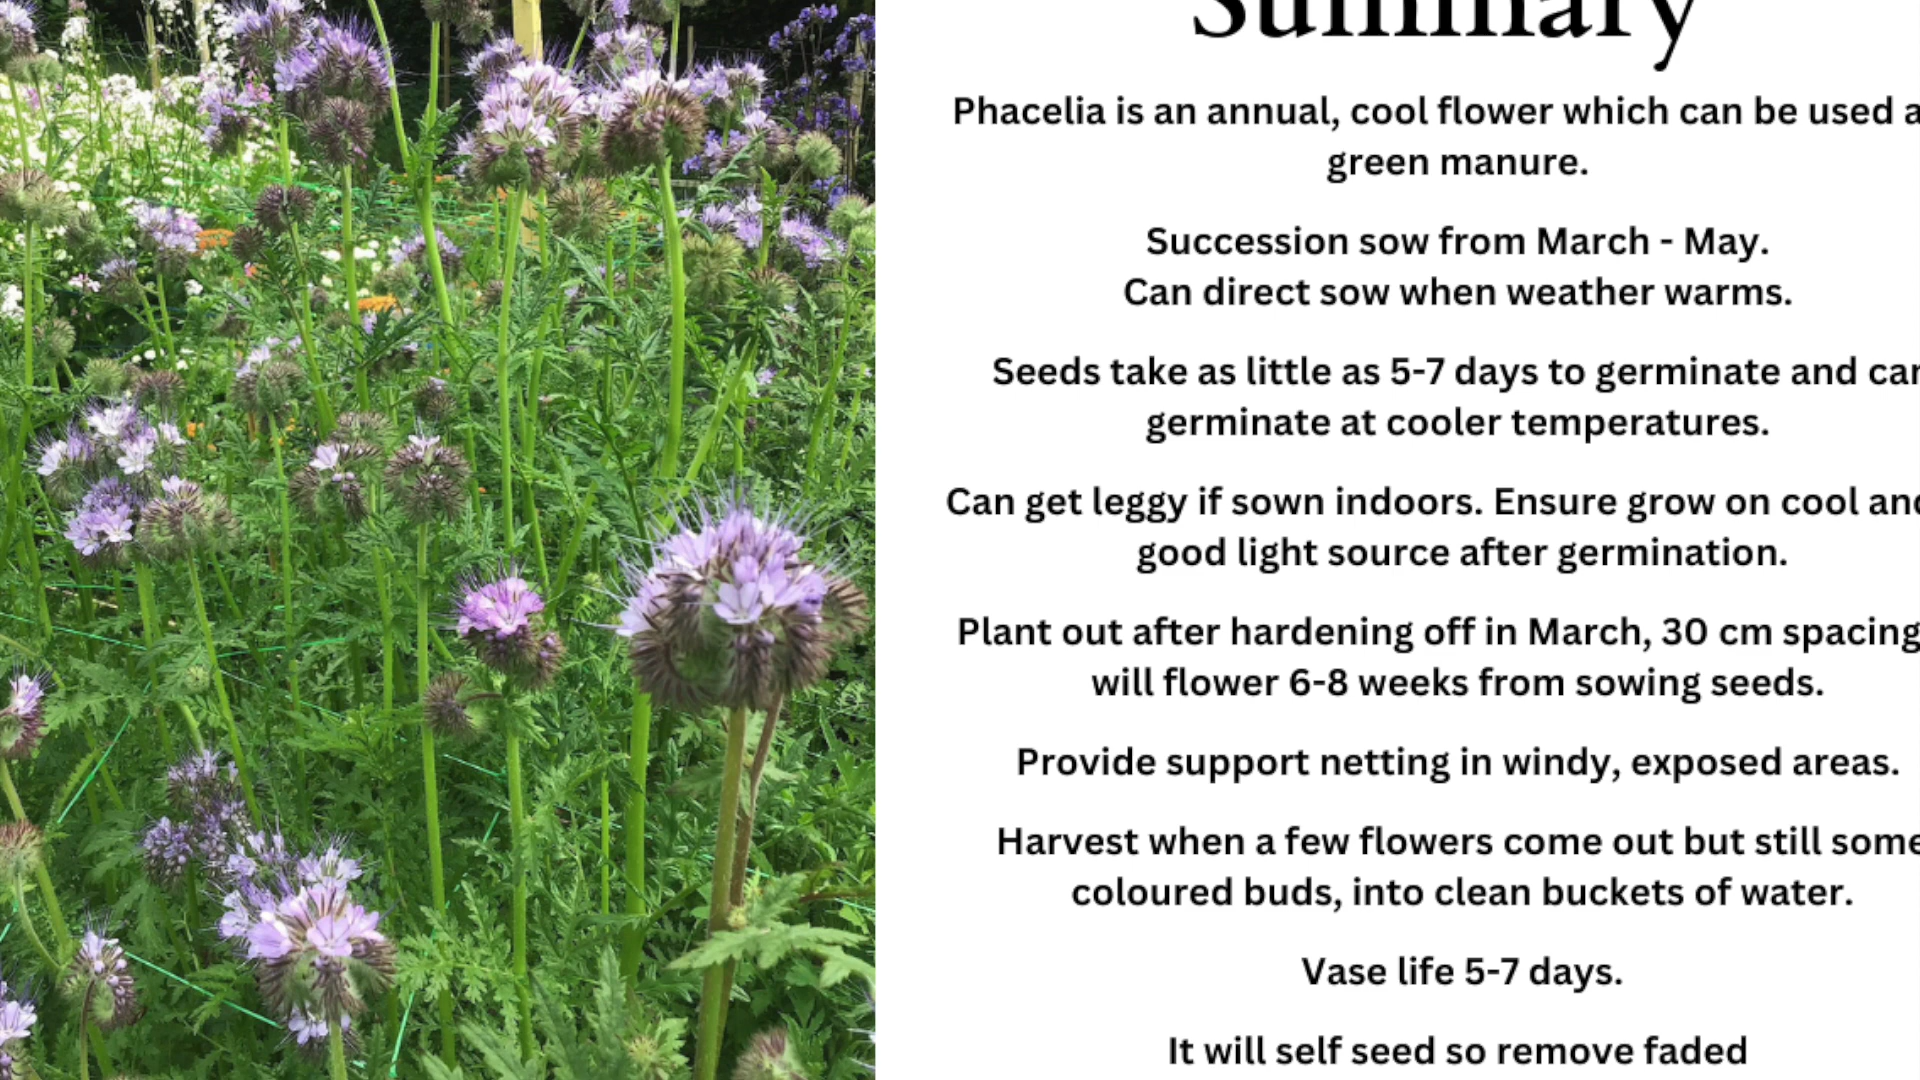 Summary
Phacelia is an annual, cool flower which can be used a
green manure.
Succession sow from March - May.
Can direct sow when weather warms.
Seeds take as little as 5-7 days to germinate and can
germinate at cooler temperatures.
Can get leggy if sown indoors. Ensure grow on cool and
good light source after germination.
Plant out after hardening off in March, 30 cm spacing
will flower 6-8 weeks from sowing seeds.
Provide support netting in windy, exposed areas.
Harvest when a few flowers come out but still some
coloured buds, into clean buckets of water.
Vase life 5-7 days.
It will self seed so remove faded